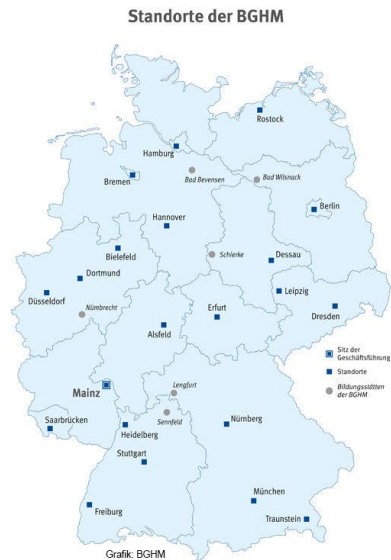 Standorte der BGHM
Rostock
Hamburg
Bad Bevensen
Bad Wilsnack
Bremen
Berlin
Hannover
Bielefeld
Schierke
Dessau
Dortmund
Leipzig
Düsseldorf
Nümbrecht
Erfurt
Dresden
Alsfeld
Sitz der
Geschäftsführung
Standorte
Bildungsstätten
der BGHM
Mainz
Lengfurt
Sennfeld
Saarbrücken
Heidelberg
Nürnberg
Stuttgart
München
Freiburg
Traunstein
Grafik: BGHM